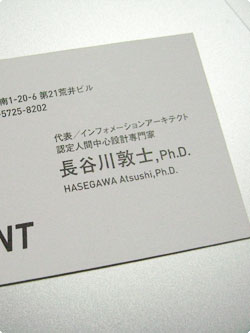 南1-20-6 第21荒井ビル
-5725-8202
代表／インフォメーションアーキテクト
認定人間中心設計専門家
長谷川敦士,Ph.D.
HASEGAWA Atsushi,Ph.D.
NT